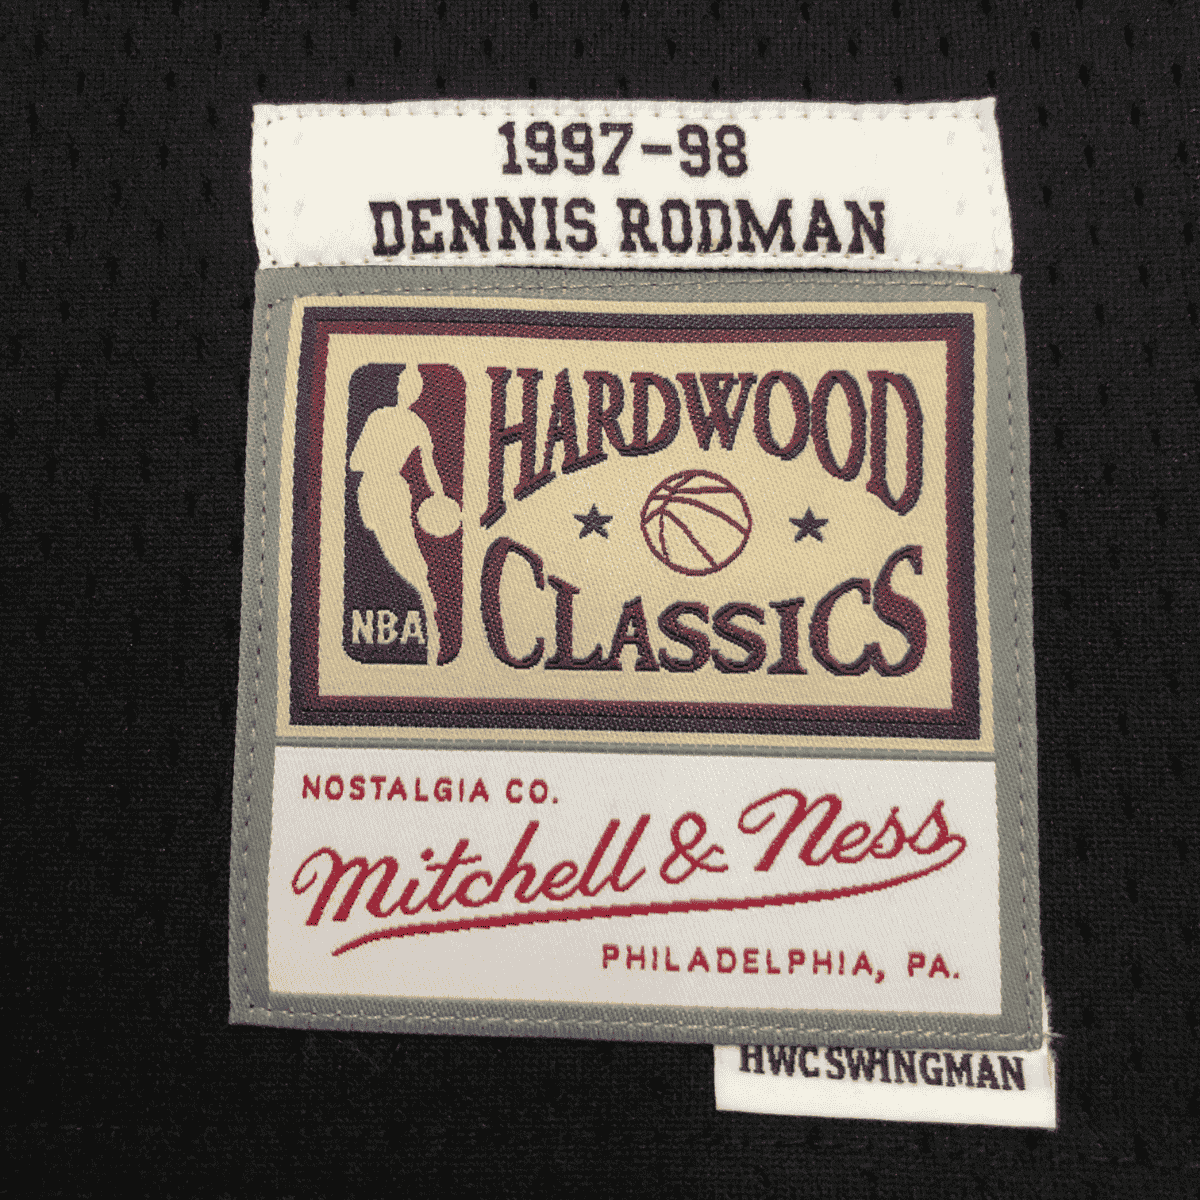 1997-98
DENNIS RODMAN
HARDWOOD
CLASSICS
NBA
NOSTALGIA CO.
Mitchell & Ness
PHILADELPHIA, PA.
HWC SWINGMAN